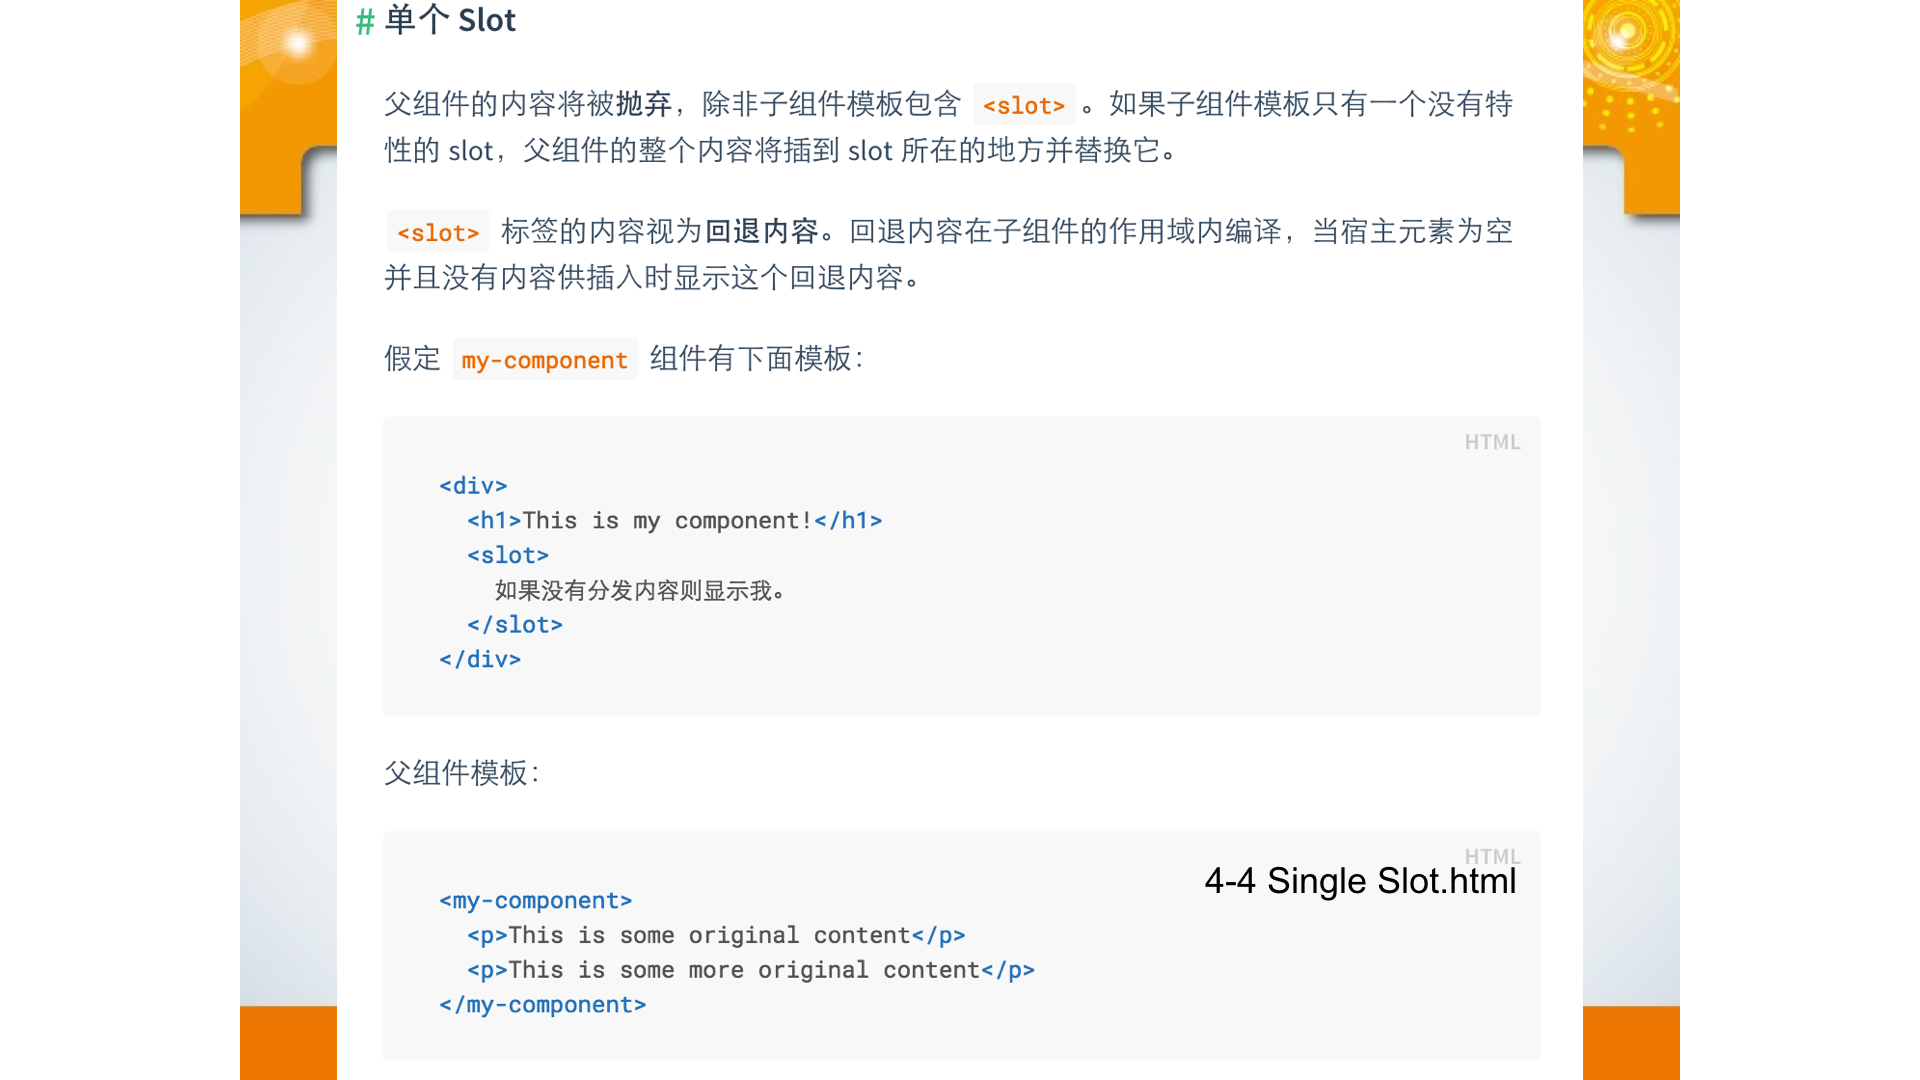 # 单个 Slot
父组件的内容将被抛弃，除非子组件模板包含 <slot> 。如果子组件模板只有一个没有特
性的 slot，父组件的整个内容将插到 slot 所在的地方并替换它。
<slot> 标签的内容视为回退内容。回退内容在子组件的作用域内编译，当宿主元素为空
并且没有内容供插入时显示这个回退内容。
假定 my-component 组件有下面模板：
HTML
<div>
<h1>This is my component!</h1>
<slot>
如果没有分发内容则显示我。
</slot>
</div>
父组件模板：
HTML
4-4 Single Slot.html
<my-component>
<p>This is some original content</p>
<p>This is some more original content</p>
</my-component>